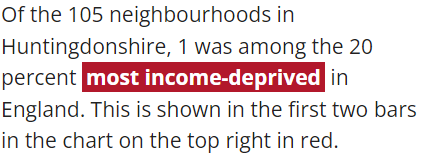 Of the 105 neighbourhoods in
Huntingdonshire, 1 was among the 20
percent most income-deprived in
England. This is shown in the first two bars
in the chart on the top right in red.